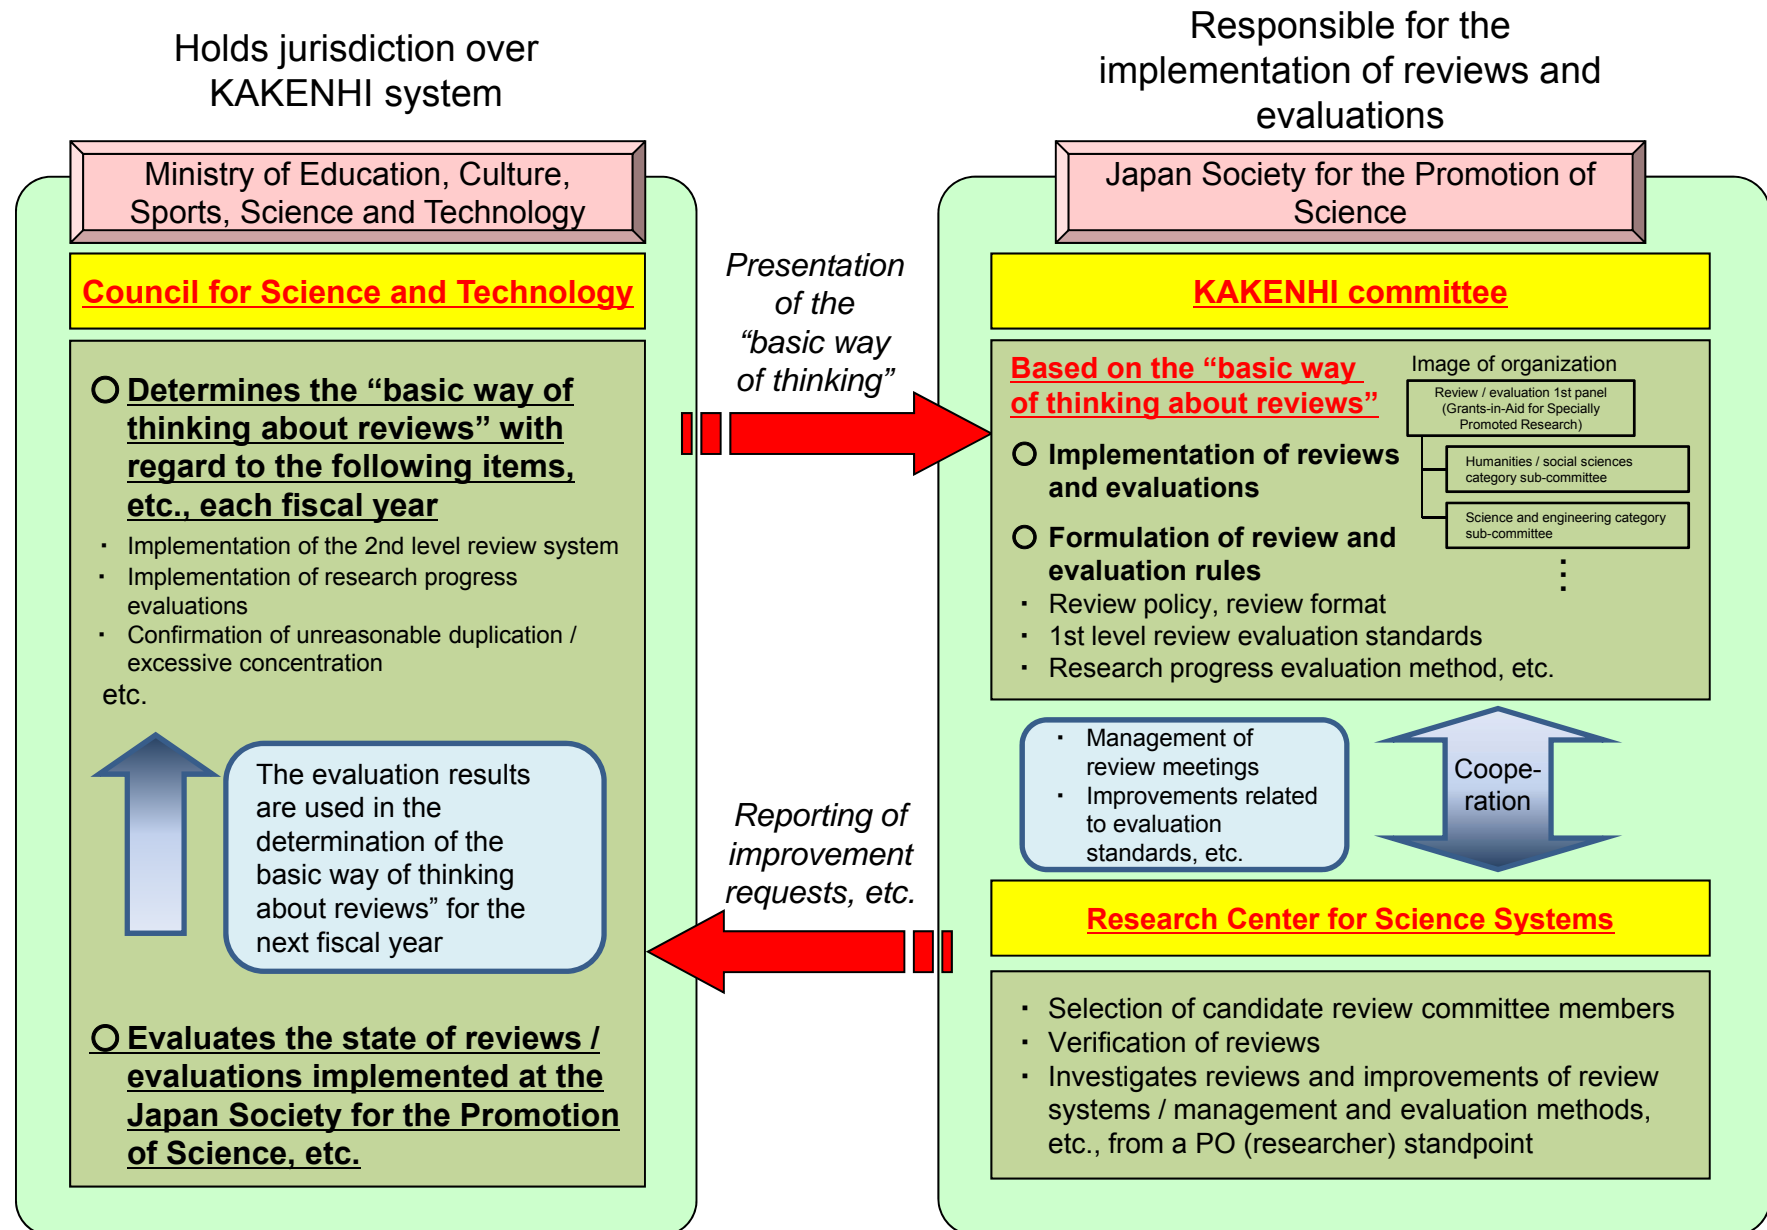 Holds jurisdiction over
KAKENHI system
Ministry of Education, Culture,
Sports, Science and Technology
Council for Science and Technology
○ Determines the “basic way of
thinking about reviews” with
regard to the following items,
etc., each fiscal year
・ Implementation of the 2nd level review system
・ Implementation of research progress
evaluations
・ Confirmation of unreasonable duplication /
excessive concentration
etc.
The evaluation results
are used in the
determination of the
basic way of thinking
about reviews” for the
next fiscal year
○ Evaluates the state of reviews /
evaluations implemented at the
Japan Society for the Promotion
of Science, etc.
Presentation
of the
“basic way
of thinking”
Reporting of
improvement
requests, etc.
Responsible for the
implementation of reviews and
evaluations
Japan Society for the Promotion of
Science
KAKENHI committee
Based on the “basic way
of thinking about reviews”
○ Implementation of reviews
and evaluations
○ Formulation of review and
evaluation rules
・ Review policy, review format
・ 1st level review evaluation standards
・ Research progress evaluation method, etc.
Image of organization
Review / evaluation 1st panel
(Grants-in-Aid for Specially
Promoted Research)
Humanities / social sciences
category sub-committee
Science and engineering category
sub-committee
⋮
・ Management of
review meetings
・ Improvements related
to evaluation
standards, etc.
Coope-
ration
Research Center for Science Systems
・ Selection of candidate review committee members
・ Verification of reviews
・ Investigates reviews and improvements of review
systems / management and evaluation methods,
etc., from a PO (researcher) standpoint